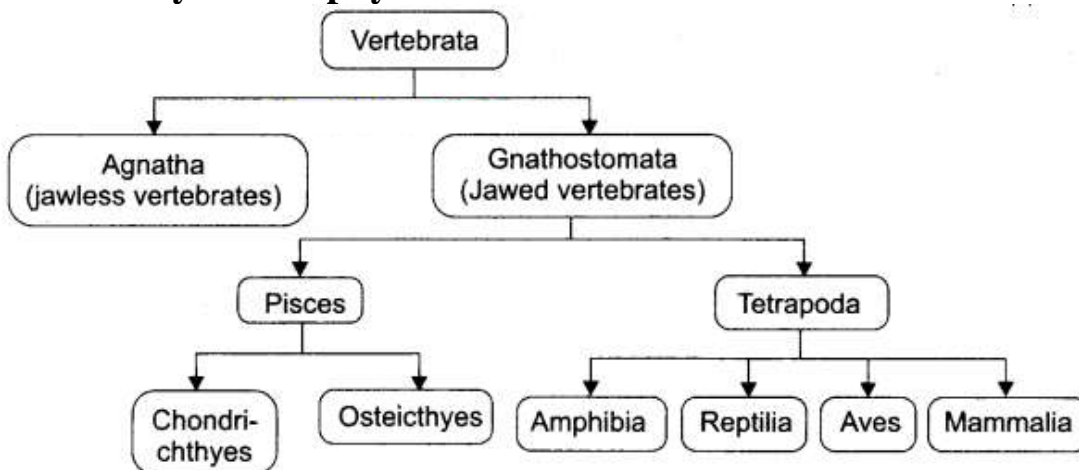 Vertebrata
Agnatha
(jawless vertebrates)
Gnathostomata
(Jawed vertebrates)
Pisces
Tetrapoda
Chondri-
chthyes
Osteicthyes
Amphibia
Reptilia
Aves
Mammalia